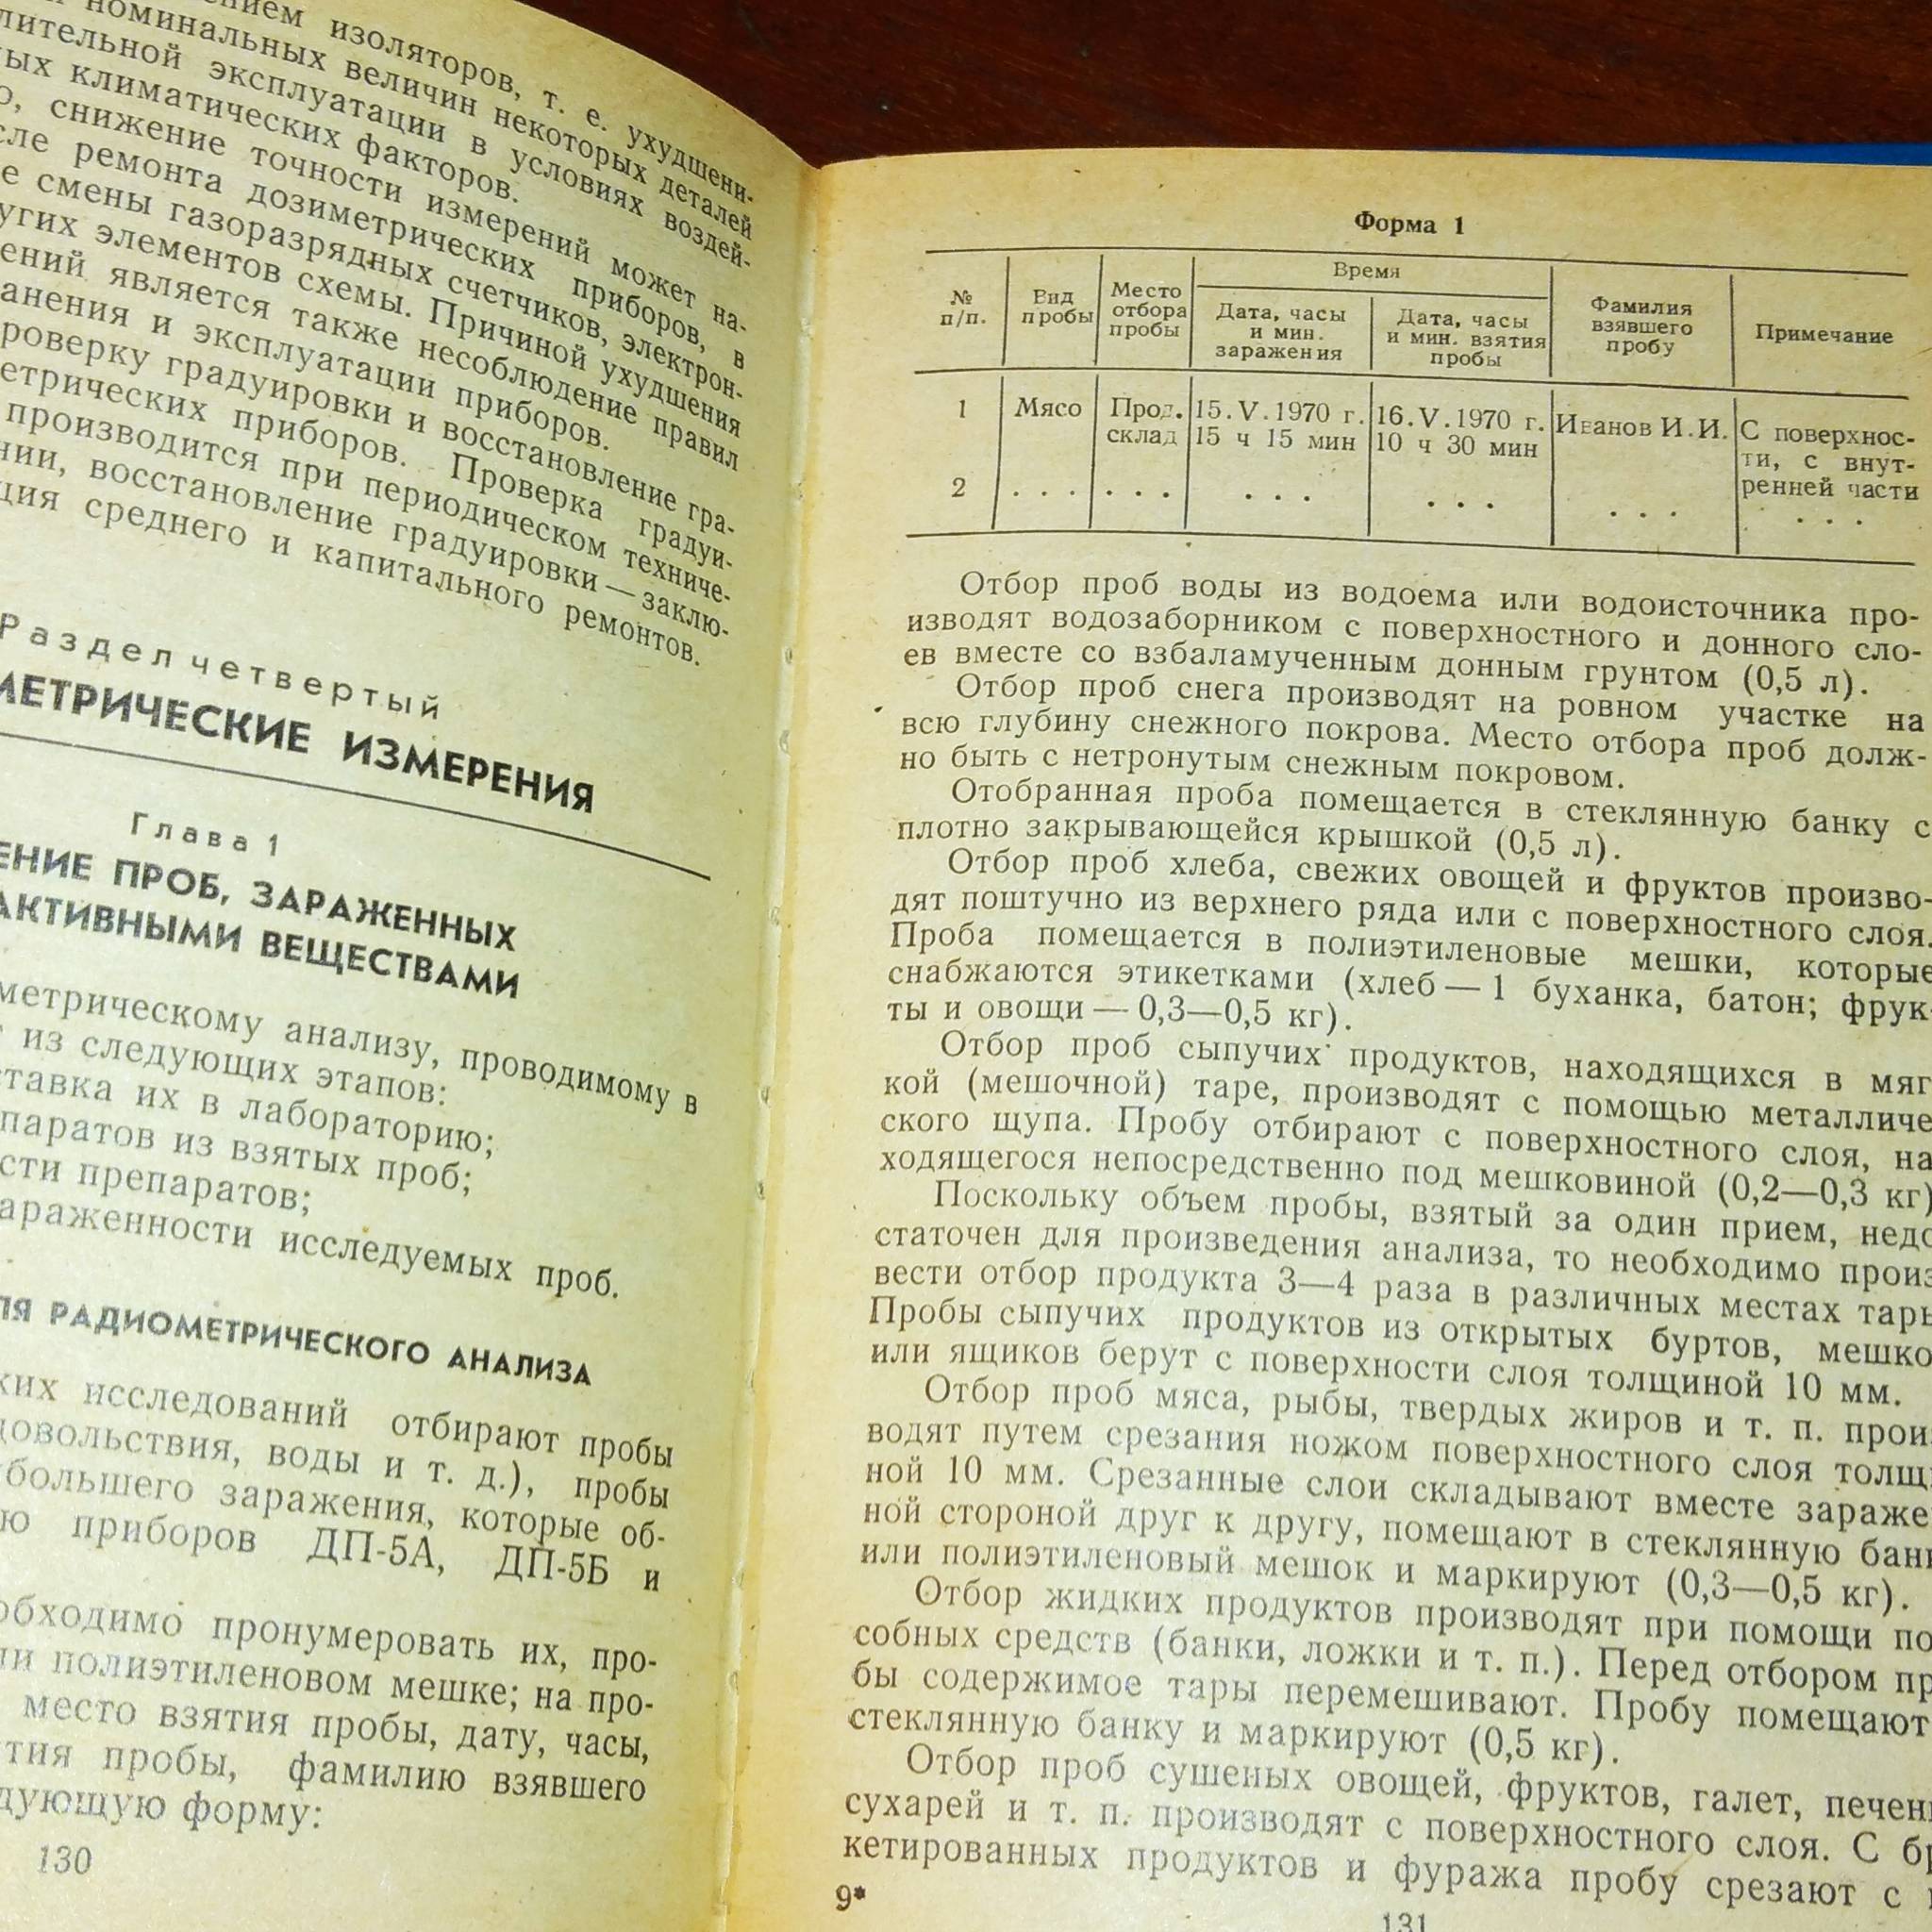 изоляторов, т. е. ухудшени-
номинальных величин некоторых деталей
эксплуатации в условиях воздей-
климатических факторов.
снижение точности измерений может на-
ремонта дозиметрических приборов, в
смены газоразрядных счетчиков, электрон-
элементов схемы. Причиной ухудшения
является также несоблюдение правил
и эксплуатации приборов.
градуировки и восстановление гра-
приборов. Проверка градуи-
производится при периодическом техниче-
восстановление градуировки — заклю-
среднего и капитального ремонтов.
Раздел четвертый
МЕТРИЧЕСКИЕ ИЗМЕРЕНИЯ
Глава 1
ЕНИЕ ПРОБ, ЗАРАЖЕННЫХ
АКТИВНЫМИ ВЕЩЕСТВАМИ
метрическому анализу, проводимому в
из следующих этапов:
ставка их в лабораторию;
паратов из взятых проб;
сти препаратов;
зараженности исследуемых проб.
ЛЯ РАДИОМЕТРИЧЕСКОГО АНАЛИЗА
ких исследований отбирают пробы
довольствия, воды и т. д.), пробы
большего заражения, которые об-
ю приборов ДП-5А, ДП-5Б и
обходимо пронумеровать их, про-
ли полиэтиленовом мешке; на про-
место взятия пробы, дату, часы,
тия пробы, фамилию взявшего
дующую форму:
130
Форма 1
№ п/п.
Вид пробы
Место отбора пробы
Время
Дата, часы и мин. заражения
Дата, часы и мин. взятия пробы
Фамилия взявшего пробу
Примечание
1 Мясо Прод. склад 15.V.1970 г. 15 ч 15 мин 16.V.1970 г. 10 ч 30 мин Иванов И.И. С поверхнос-
ти, с внут-
ренней части
2 . . . . . . . . . . . . . . . . . .
Отбор проб воды из водоема или водоисточника про-
изводят водозаборником с поверхностного и донного сло-
ев вместе со взбаламученным донным грунтом (0,5 л).
Отбор проб снега производят на ровном участке на
всю глубину снежного покрова. Место отбора проб долж-
но быть с нетронутым снежным покровом.
Отобранная проба помещается в стеклянную банку с
плотно закрывающейся крышкой (0,5 л).
Отбор проб хлеба, свежих овощей и фруктов произво-
дят поштучно из верхнего ряда или с поверхностного слоя.
Проба помещается в полиэтиленовые мешки, которые
снабжаются этикетками (хлеб — 1 буханка, батон; фрук-
ты и овощи — 0,3—0,5 кг).
Отбор проб сыпучих продуктов, находящихся в мяг
кой (мешочной) таре, производят с помощью металличе
ского щупа. Пробу отбирают с поверхностного слоя, на
ходящегося непосредственно под мешковиной (0,2—0,3 кг)
Поскольку объем пробы, взятый за один прием, недо
статочен для произведения анализа, то необходимо произ
вести отбор продукта 3—4 раза в различных местах тары
Пробы сыпучих продуктов из открытых буртов, мешко
или ящиков берут с поверхности слоя толщиной 10 мм.
Отбор проб мяса, рыбы, твердых жиров и т. п. произ
водят путем срезания ножом поверхностного слоя толщ
ной 10 мм. Срезанные слои складывают вместе зараже
ной стороной друг к другу, помещают в стеклянную бан
или полиэтиленовый мешок и маркируют (0,3—0,5 кг).
Отбор жидких продуктов производят при помощи по
собных средств (банки, ложки и т. п.). Перед отбором пр
бы содержимое тары перемешивают. Пробу помещают
стеклянную банку и маркируют (0,5 кг).
Отбор проб сушеных овощей, фруктов, галет, печен
сухарей и т. п. производят с поверхностного слоя. С бр
кетированных продуктов и фуража пробу срезают с
9*
131